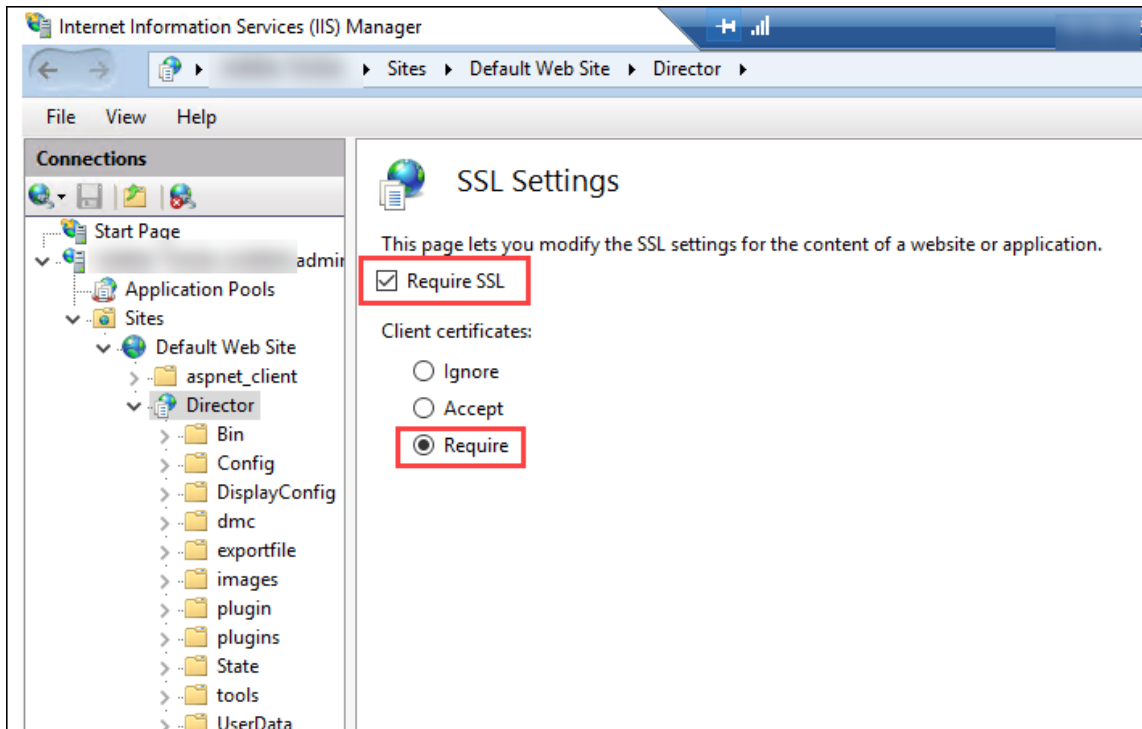 Internet Information Services (IIS) Manager
Sites Default Web Site Director
File View Help
Connections
Start Page
admin
Application Pools
Sites
Default Web Site
aspnet_client
Director
Bin
Config
DisplayConfig
dmc
exportfile
images
plugin
plugins
State
tools
UserData
SSL Settings
This page lets you modify the SSL settings for the content of a website or application.
Require SSL
Client certificates:
Ignore
Accept
Require